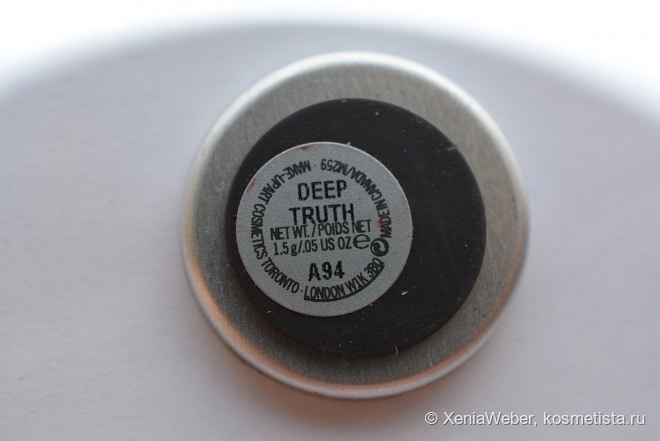 DEEP
TRUTH
NET WT./POIDS NET
1.5 g/.05 US OZ e
A94
MAKE-UP ART COSMETICS TORONTO · LONDON W1K 3BD
MADE IN CANADA/M259 ·
© XeniaWeber, kosmetista.ru